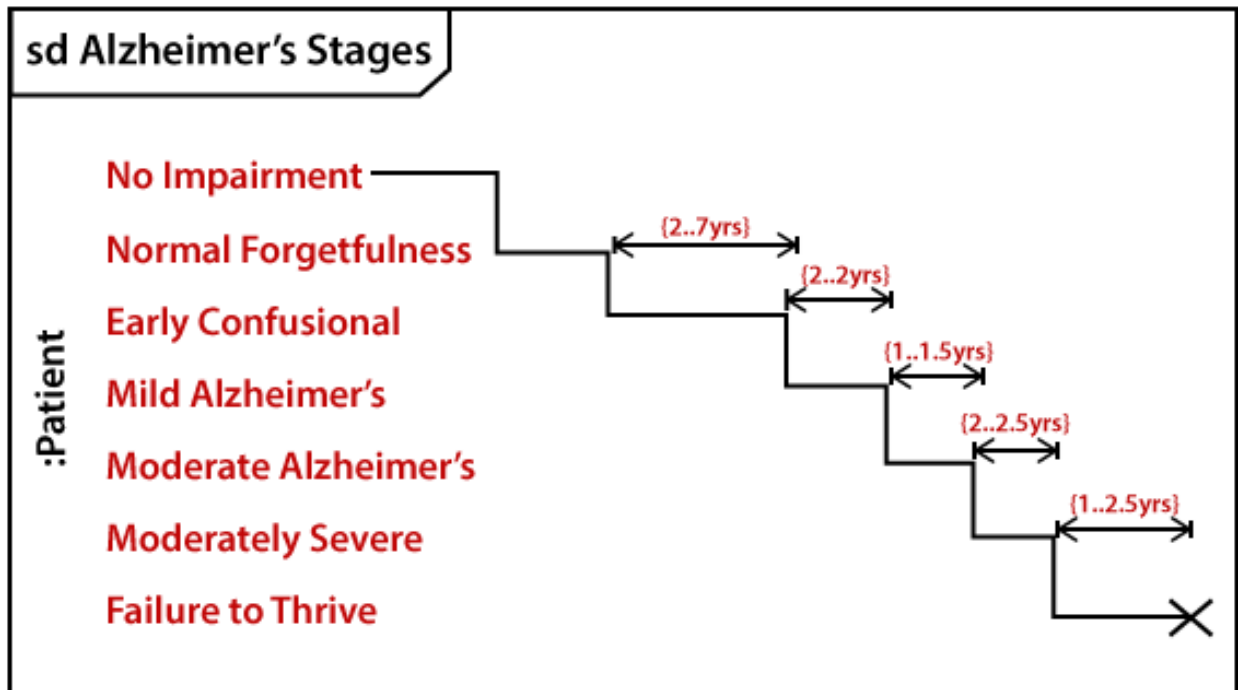 sd Alzheimer's Stages
No Impairment
Normal Forgetfulness
{2..7yrs}
{2..2yrs}
Early Confusional
{1..1.5yrs}
Mild Alzheimer's
{2..2.5yrs}
Moderate Alzheimer's
{1..2.5yrs}
Moderately Severe
Failure to Thrive
:Patient